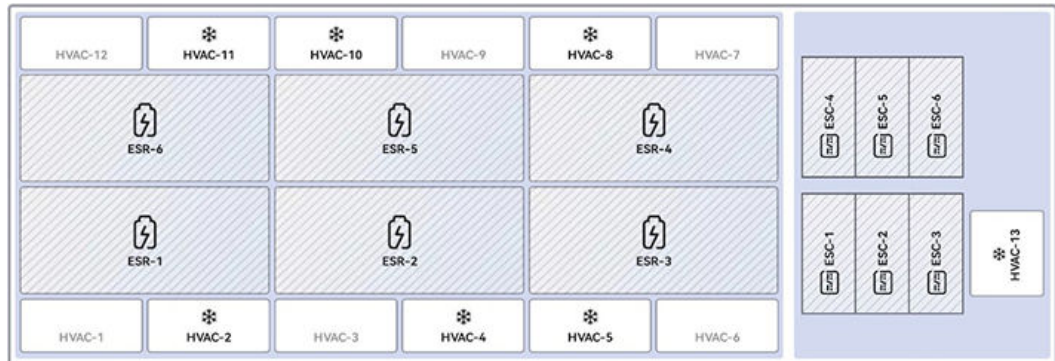 HVAC-12
HVAC-11
HVAC-10
HVAC-9
HVAC-8
HVAC-7
ESR-6
ESR-5
ESR-4
ESR-1
ESR-2
ESR-3
HVAC-1
HVAC-2
HVAC-3
HVAC-4
HVAC-5
HVAC-6
ESC-4
ESC-5
ESC-6
ESC-1
ESC-2
ESC-3
HVAC-13